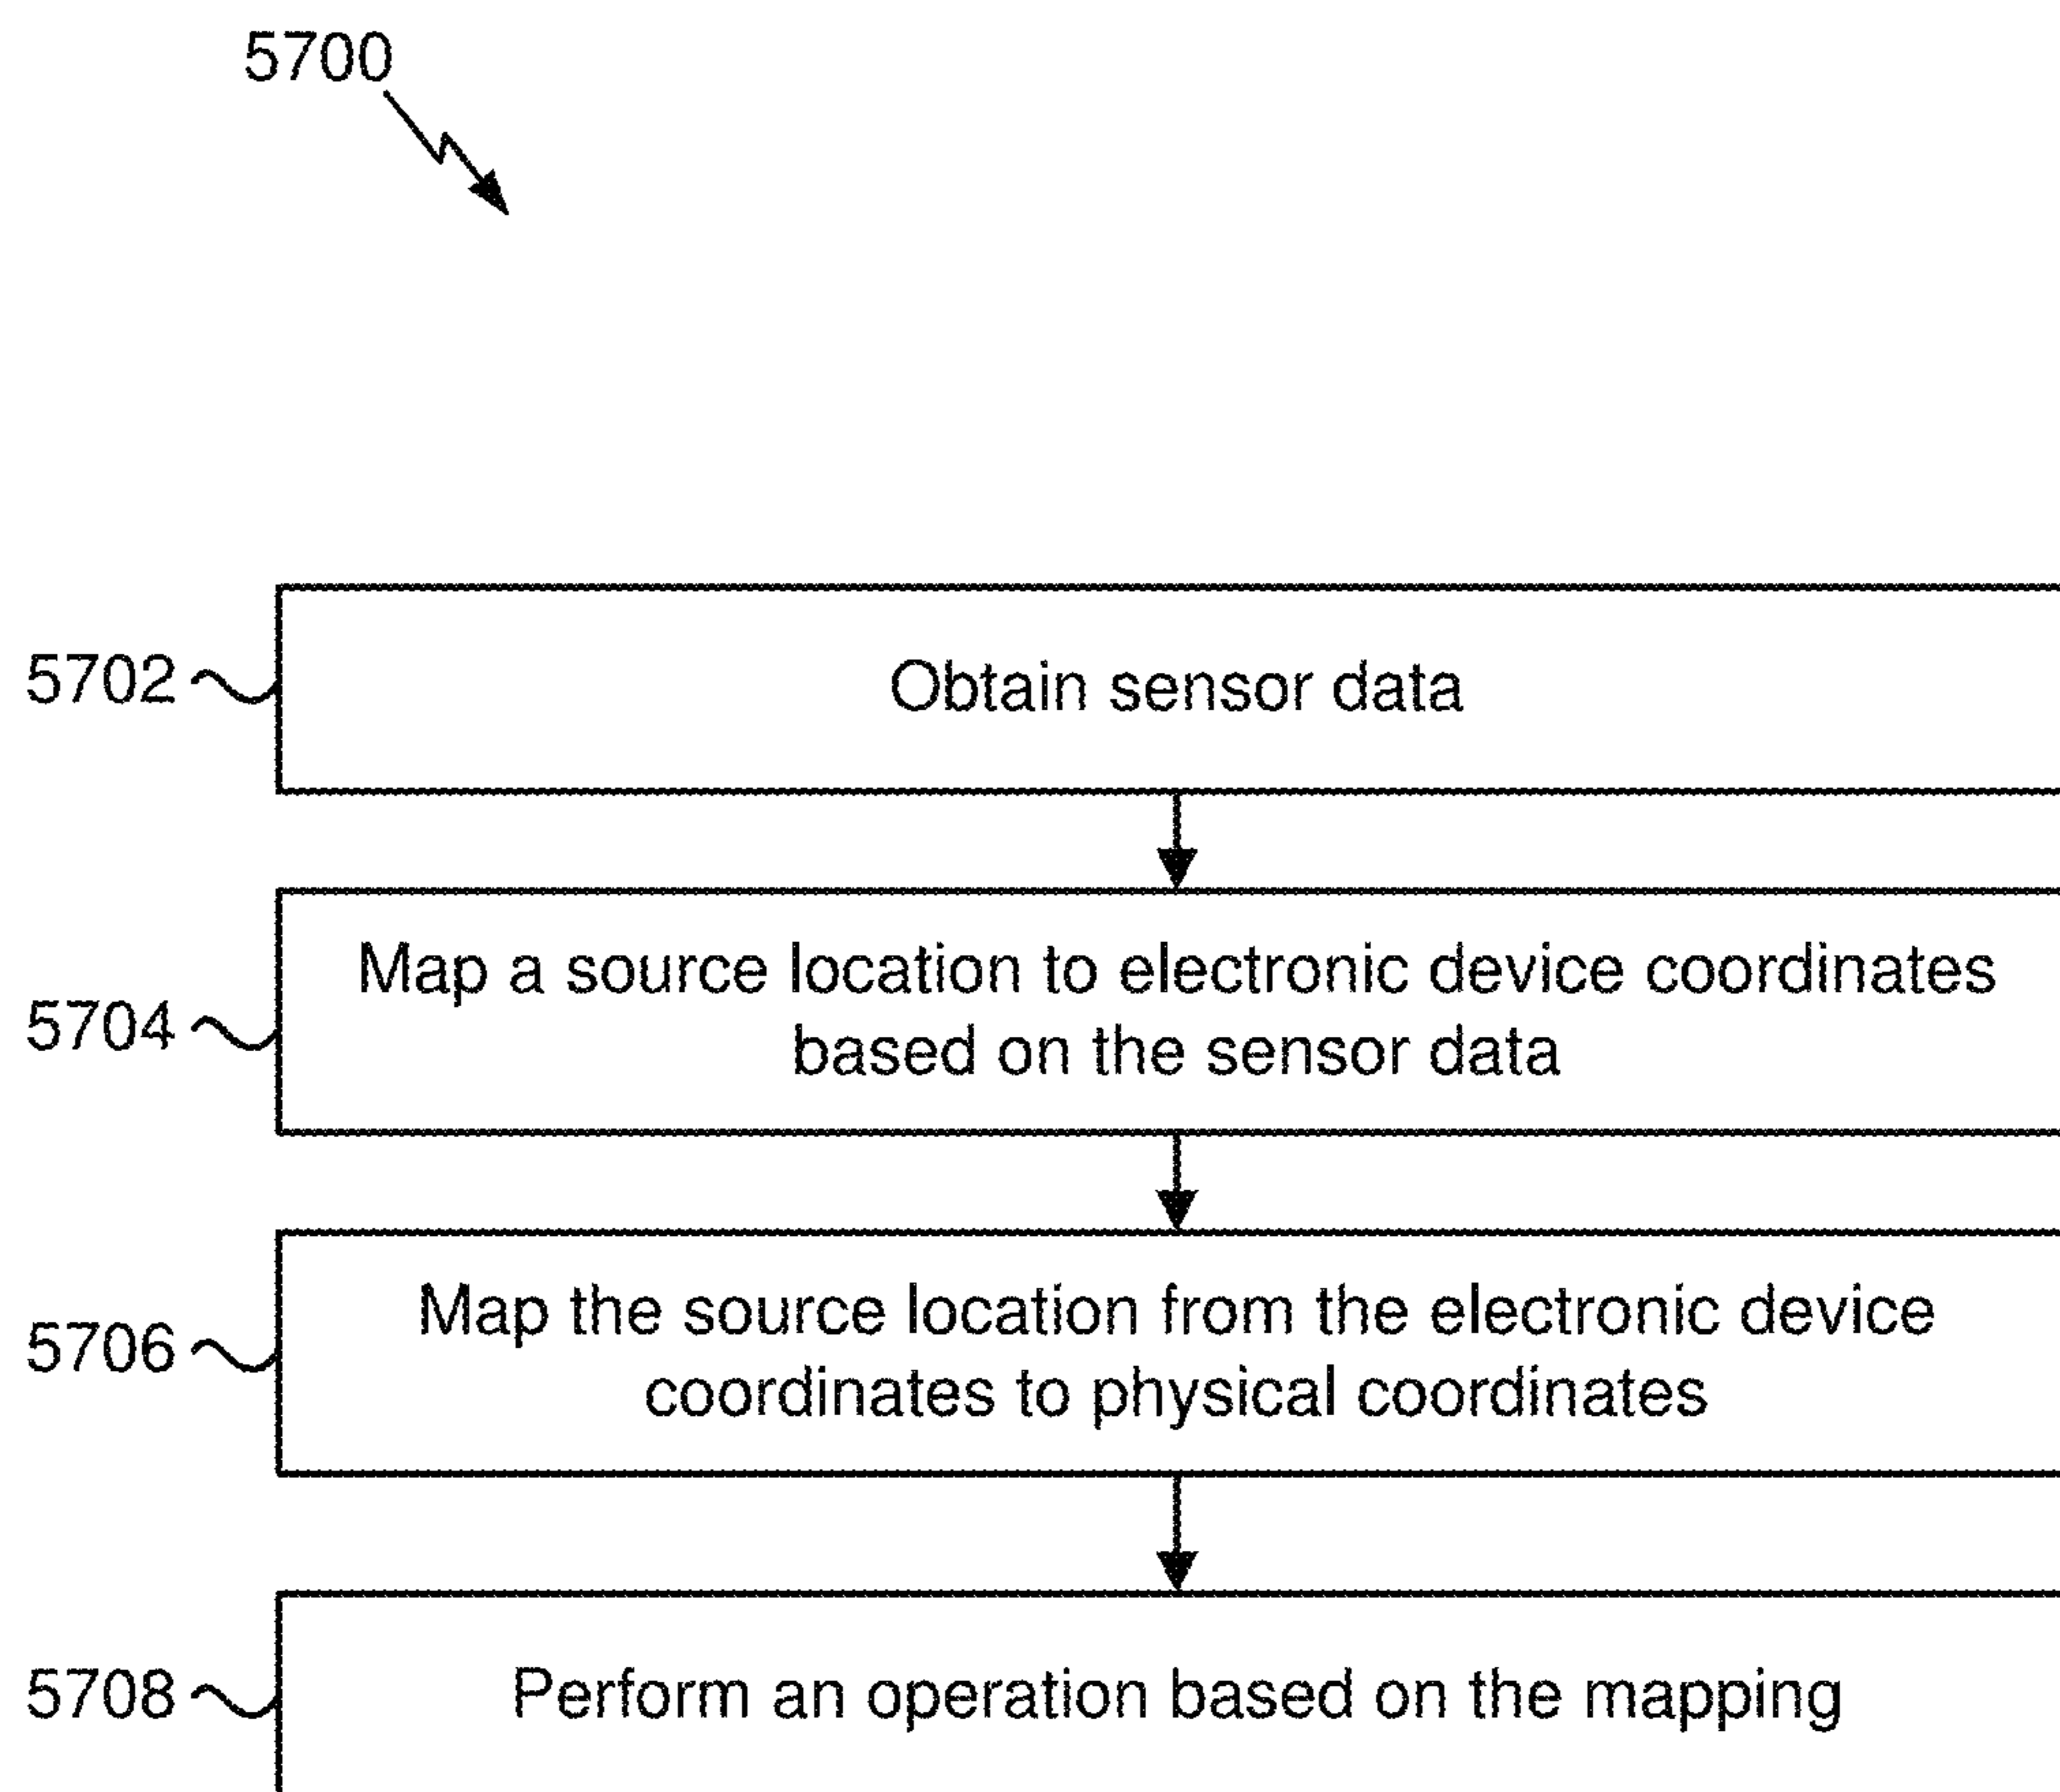 5700
5702
Obtain sensor data
5704
Map a source location to electronic device coordinates
based on the sensor data
5706
Map the source location from the electronic device
coordinates to physical coordinates
5708
Perform an operation based on the mapping